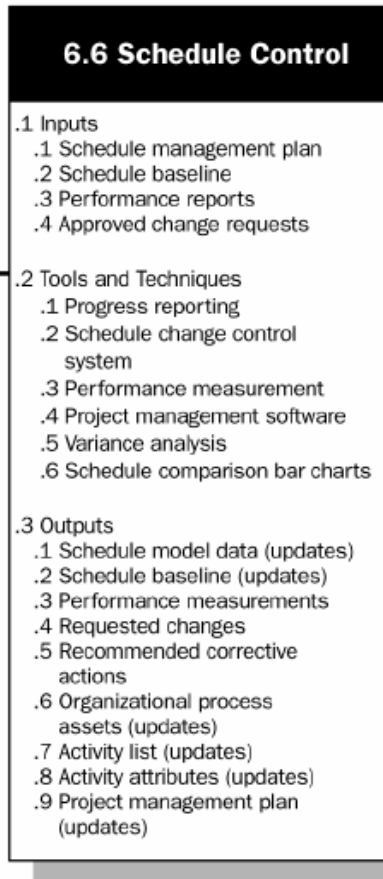 6.6 Schedule Control
.1 Inputs
.1 Schedule management plan
.2 Schedule baseline
.3 Performance reports
.4 Approved change requests
.2 Tools and Techniques
.1 Progress reporting
.2 Schedule change control
system
.3 Performance measurement
.4 Project management software
.5 Variance analysis
.6 Schedule comparison bar charts
.3 Outputs
.1 Schedule model data (updates)
.2 Schedule baseline (updates)
.3 Performance measurements
.4 Requested changes
.5 Recommended corrective
actions
.6 Organizational process
assets (updates)
.7 Activity list (updates)
.8 Activity attributes (updates)
.9 Project management plan
(updates)